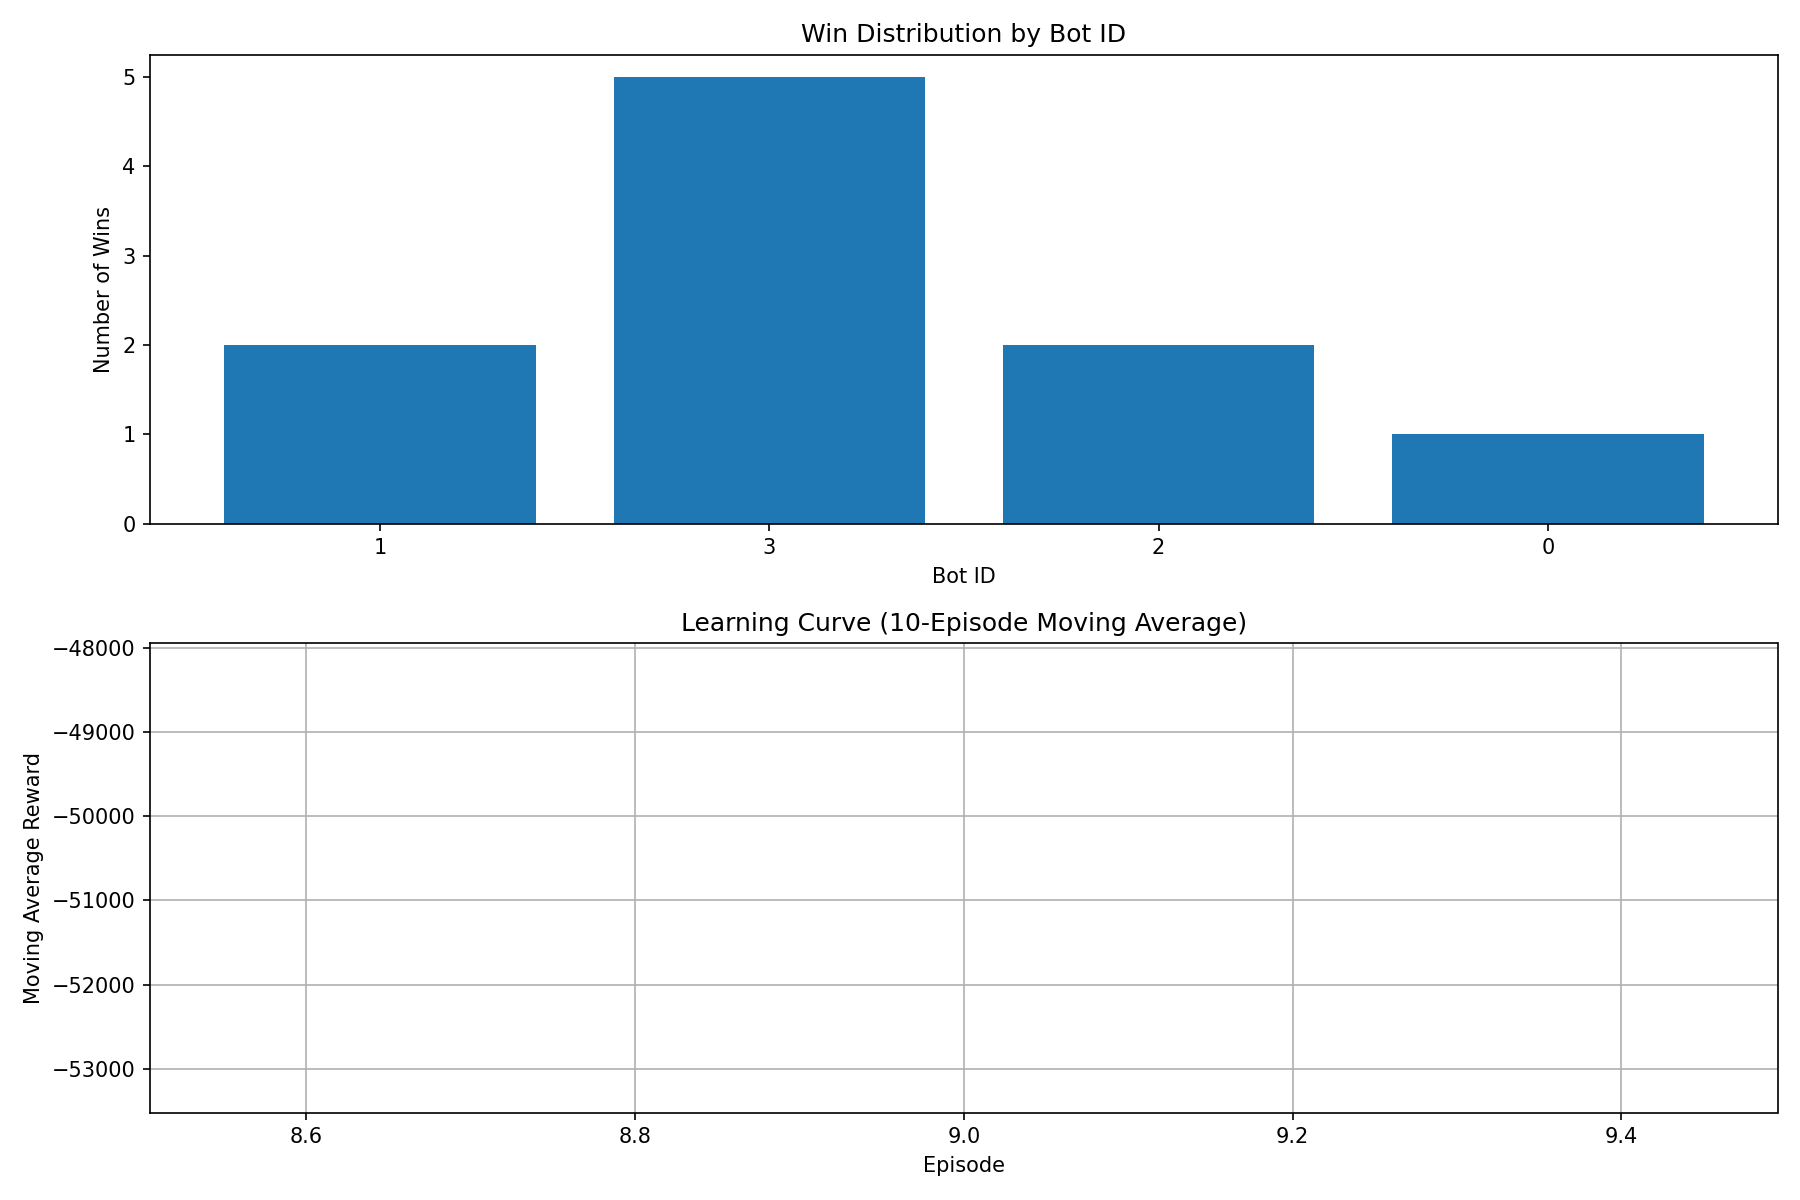 Win Distribution by Bot ID
5
4
3
2
1
0
Number of Wins
1 3 2 0
Bot ID
Learning Curve (10-Episode Moving Average)
−48000
−49000
−50000
−51000
−52000
−53000
Moving Average Reward
8.6 8.8 9.0 9.2 9.4
Episode